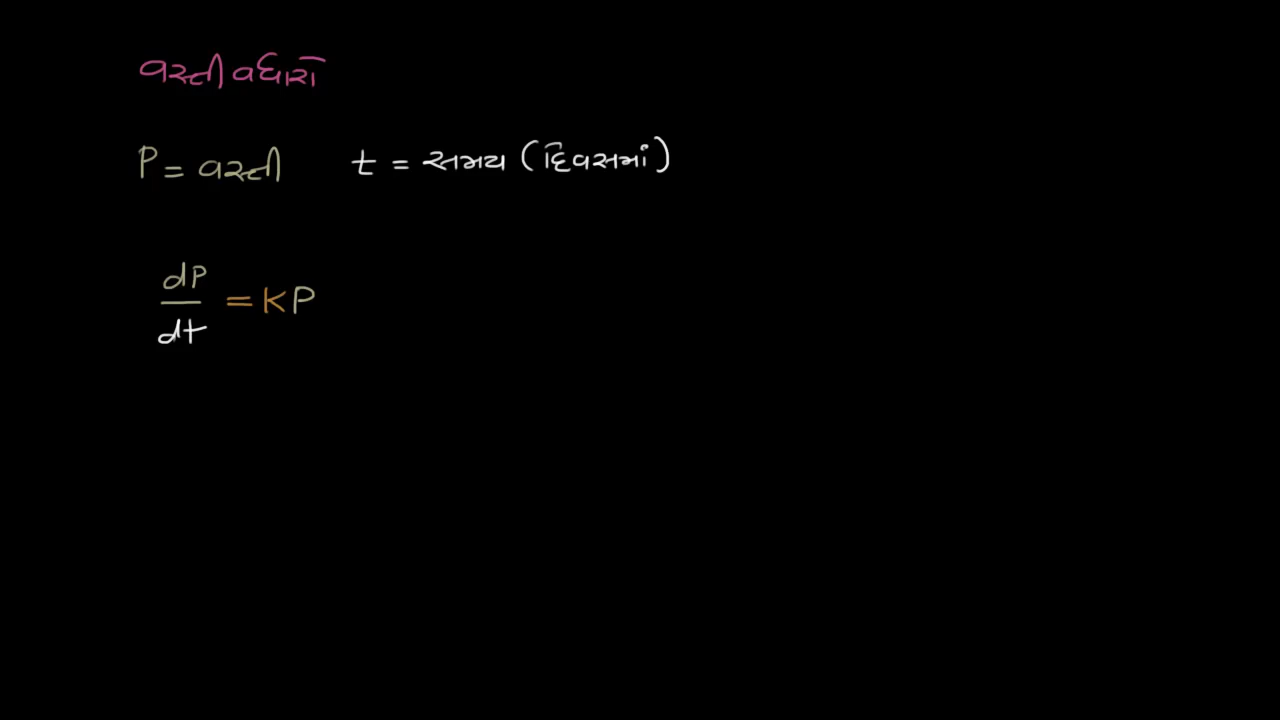 વસ્તી વધારો
P = વસ્તી t = સમય (દિવસમાં)
dP/dt = KP